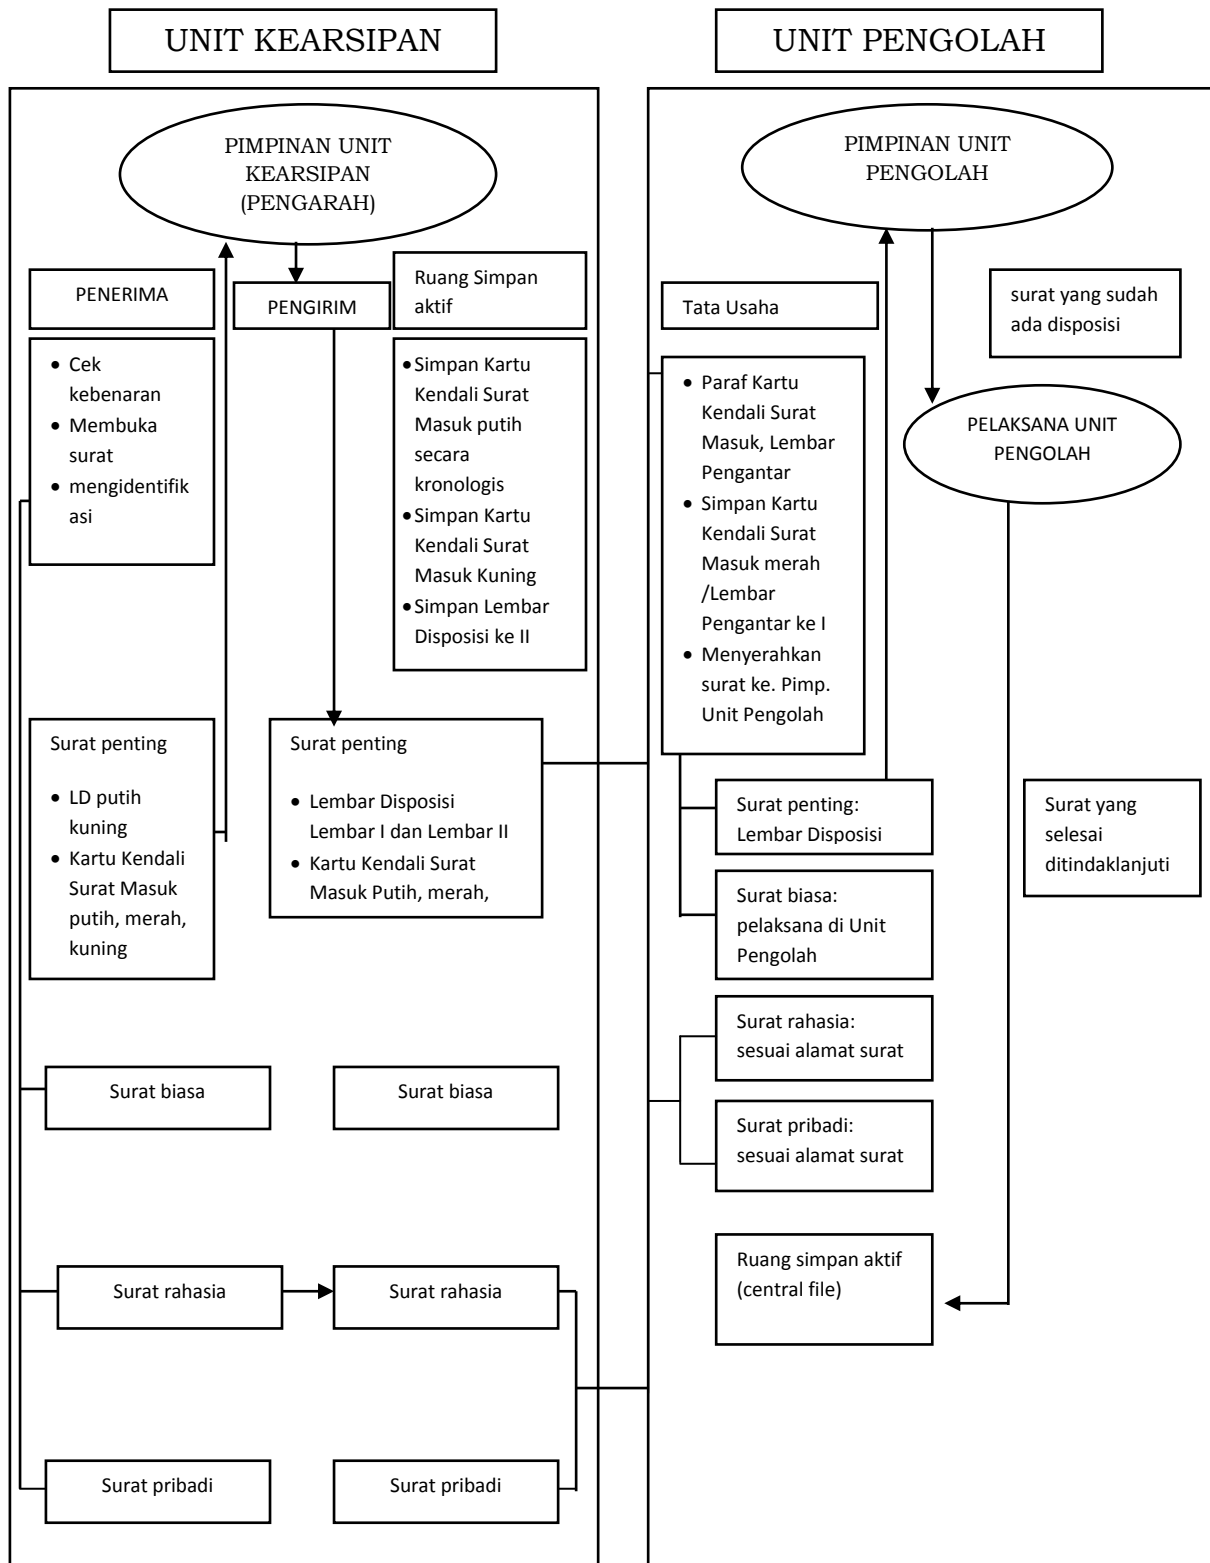 UNIT KEARSIPAN
UNIT PENGOLAH
PIMPINAN UNIT
KEARSIPAN
(PENGARAH)
PENERIMA
PENGIRIM
Ruang Simpan
aktif
• Cek
kebenaran
• Membuka
surat
• mengidentifik
asi
• Simpan Kartu
Kendali Surat
Masuk putih
secara
kronologis
• Simpan Kartu
Kendali Surat
Masuk Kuning
• Simpan Lembar
Disposisi ke II
Surat penting
• LD putih
kuning
• Kartu Kendali
Surat Masuk
putih, merah,
kuning
Surat penting
• Lembar Disposisi
Lembar I dan Lembar II
• Kartu Kendali Surat
Masuk Putih, merah,
Surat biasa
Surat biasa
Surat rahasia
Surat rahasia
Surat pribadi
Surat pribadi
PIMPINAN UNIT
PENGOLAH
Tata Usaha
surat yang sudah
ada disposisi
• Paraf Kartu
Kendali Surat
Masuk, Lembar
Pengantar
• Simpan Kartu
Kendali Surat
Masuk merah
/Lembar
Pengantar ke I
• Menyerahkan
surat ke. Pimp.
Unit Pengolah
PELAKSANA UNIT
PENGOLAH
Surat penting:
Lembar Disposisi
Surat yang
selesai
ditindaklanjuti
Surat biasa:
pelaksana di Unit
Pengolah
Surat rahasia:
sesuai alamat surat
Surat pribadi:
sesuai alamat surat
Ruang simpan aktif
(central file)